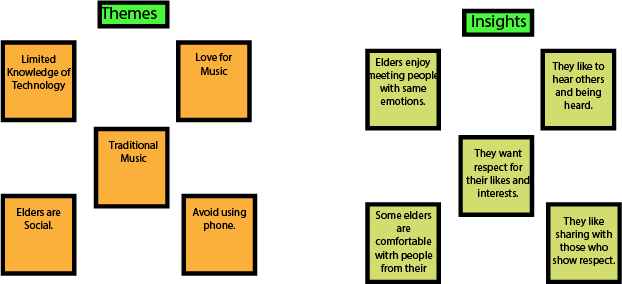 Themes
Limited
Knowledge of
Technology
Love for
Music
Traditional
Music
Elders are
Social.
Avoid using
phone.
Insights
Elders enjoy
meeting people
with same
emotions.
They like to
hear others
and being
heard.
They want
respect for
their likes and
interests.
Some elders
are
comfortable
witrh people
from their
They like
sharing with
those who
show respect.